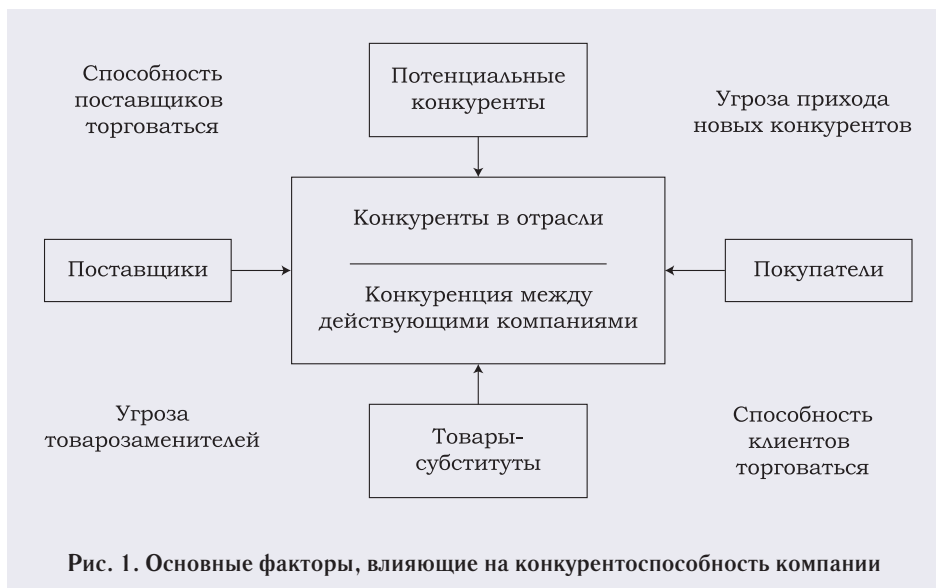 Способность
поставщиков
торговаться
Потенциальные
конкуренты
Угроза прихода
новых конкурентов
Конкуренты в отрасли
Поставщики
Покупатели
Конкуренция между
действующими компаниями
Угроза
товарозаменителей
Товары-
субституты
Способность
клиентов
торговаться
Рис. 1. Основные факторы, влияющие на конкурентоспособность компании